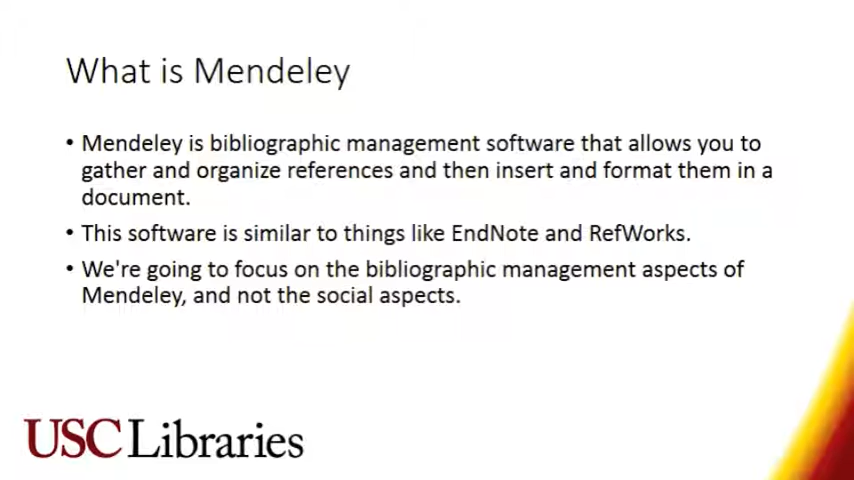 What is Mendeley
• Mendeley is bibliographic management software that allows you to
gather and organize references and then insert and format them in a
document.
• This software is similar to things like EndNote and RefWorks.
• We're going to focus on the bibliographic management aspects of
Mendeley, and not the social aspects.
USC Libraries